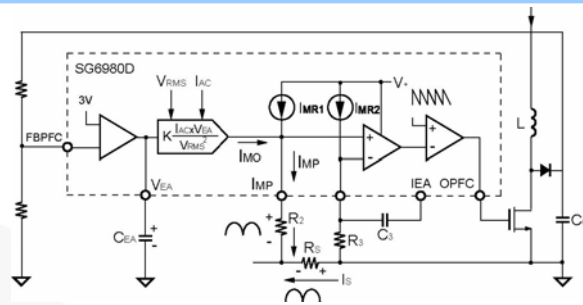 SG6980D
VRMS IAC
3V
FBPFC
K IACxVEA
VRMS²
IMR1 IMR2
V+
IMO
IMP
VEA
IMP
IEA OPFC
L
CEA
R2
R3
C3
RS
IS
C
+
-